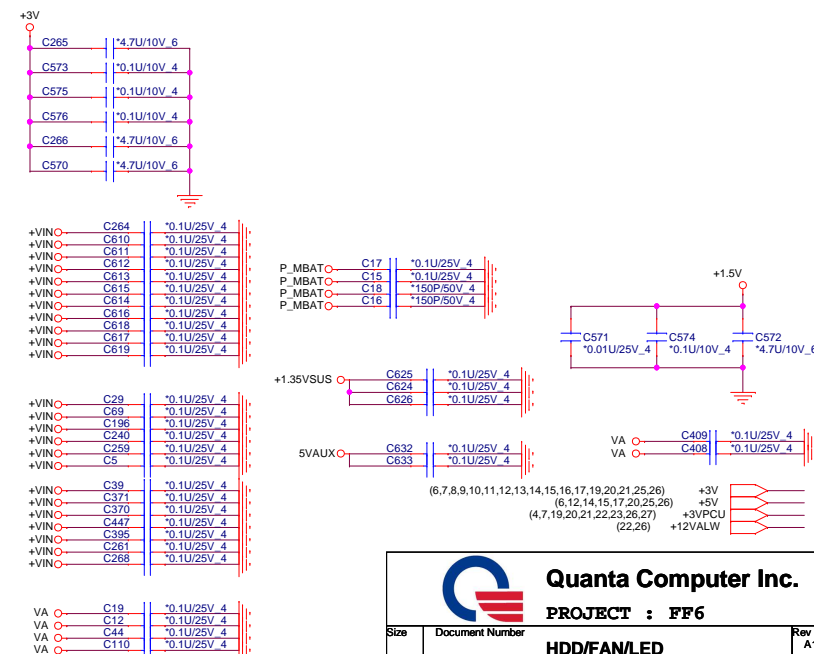 +3V
C265 *4.7U/10V_6
C573 *0.1U/10V_4
C575 *0.1U/10V_4
C576 *0.1U/10V_4
C266 *4.7U/10V_6
C570 *4.7U/10V_6
+VIN C264 *0.1U/25V_4
+VIN C610 *0.1U/25V_4
+VIN C611 *0.1U/25V_4
+VIN C612 *0.1U/25V_4
+VIN C613 *0.1U/25V_4
+VIN C615 *0.1U/25V_4
+VIN C614 *0.1U/25V_4
+VIN C616 *0.1U/25V_4
+VIN C618 *0.1U/25V_4
+VIN C617 *0.1U/25V_4
+VIN C619 *0.1U/25V_4
P_MBAT C17 *0.1U/25V_4
P_MBAT C15 *0.1U/25V_4
P_MBAT C18 *150P/50V_4
P_MBAT C16 *150P/50V_4
+1.5V
C571 *0.01U/25V_4
C574 *0.1U/10V_4
C572 *4.7U/10V_6
+1.35VSUS C625 *0.1U/25V_4
C624 *0.1U/25V_4
C626 *0.1U/25V_4
+VIN C29 *0.1U/25V_4
+VIN C69 *0.1U/25V_4
+VIN C196 *0.1U/25V_4
+VIN C240 *0.1U/25V_4
+VIN C259 *0.1U/25V_4
+VIN C5 *0.1U/25V_4
5VAUX C632 *0.1U/25V_4
C633 *0.1U/25V_4
VA C409 *0.1U/25V_4
VA C408 *0.1U/25V_4
+VIN C39 *0.1U/25V_4
+VIN C371 *0.1U/25V_4
+VIN C370 *0.1U/25V_4
+VIN C447 *0.1U/25V_4
+VIN C395 *0.1U/25V_4
+VIN C261 *0.1U/25V_4
+VIN C268 *0.1U/25V_4
(6,7,8,9,10,11,12,13,14,15,16,17,19,20,21,25,26) +3V
(6,12,14,15,17,20,25,26) +5V
(4,7,19,20,21,22,23,26,27) +3VPCU
(22,26) +12VALW
VA C19 *0.1U/25V_4
VA C12 *0.1U/25V_4
VA C44 *0.1U/25V_4
VA C110 *0.1U/25V_4
Quanta Computer Inc.
PROJECT : FF6
Size Document Number Rev
HDD/FAN/LED A1